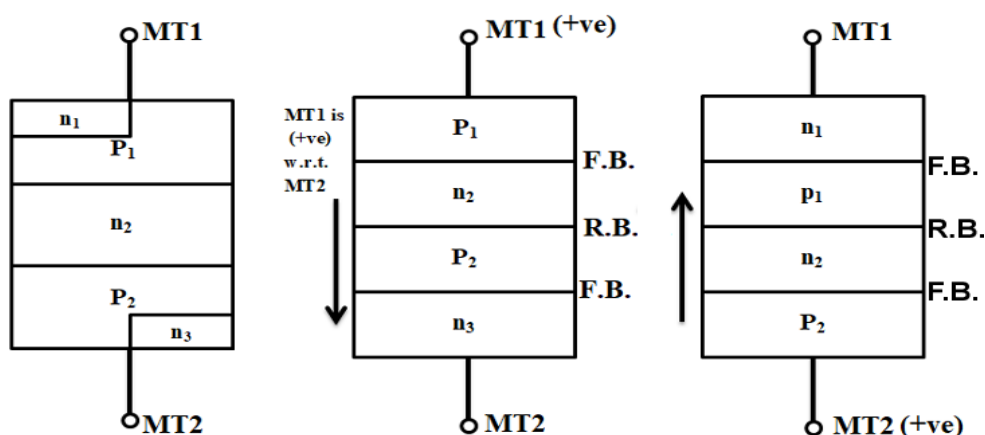 MT1
n₁
P₁
n₂
P₂
n₃
MT2
MT1 (+ve)
MT1 is
(+ve)
w.r.t.
MT2
P₁
F.B.
n₂
R.B.
P₂
F.B.
n₃
MT2
MT1
n₁
F.B.
p₁
R.B.
n₂
F.B.
P₂
MT2 (+ve)